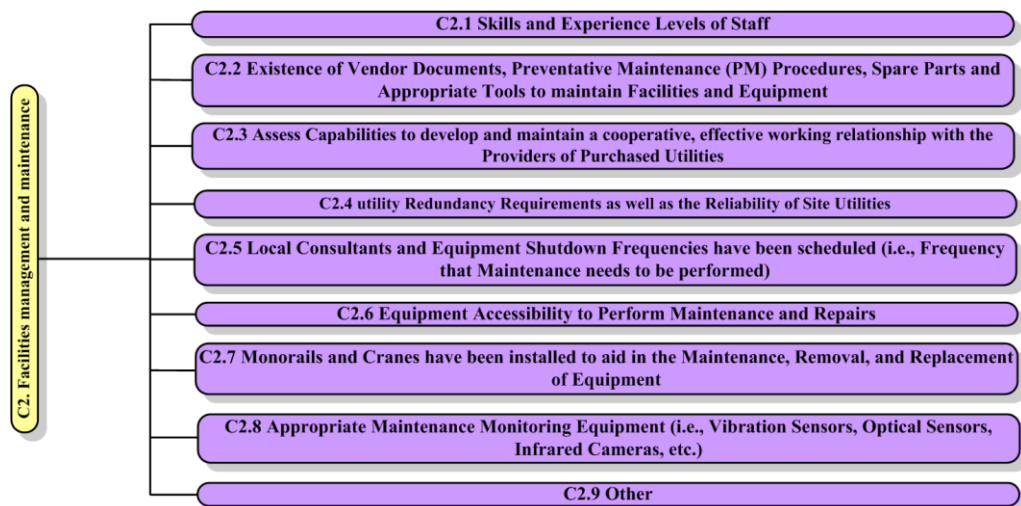 C2. Facilities management and maintenance
C2.1 Skills and Experience Levels of Staff
C2.2 Existence of Vendor Documents, Preventative Maintenance (PM) Procedures, Spare Parts and
Appropriate Tools to maintain Facilities and Equipment
C2.3 Assess Capabilities to develop and maintain a cooperative, effective working relationship with the
Providers of Purchased Utilities
C2.4 utility Redundancy Requirements as well as the Reliability of Site Utilities
C2.5 Local Consultants and Equipment Shutdown Frequencies have been scheduled (i.e., Frequency
that Maintenance needs to be performed)
C2.6 Equipment Accessibility to Perform Maintenance and Repairs
C2.7 Monorails and Cranes have been installed to aid in the Maintenance, Removal, and Replacement
of Equipment
C2.8 Appropriate Maintenance Monitoring Equipment (i.e., Vibration Sensors, Optical Sensors,
Infrared Cameras, etc.)
C2.9 Other